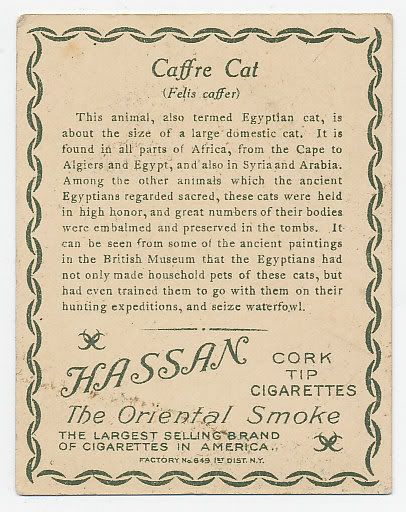 Caffre Cat
(Felis caffer)
This animal, also termed Egyptian cat, is
about the size of a large domestic cat. It is
found in all parts of Africa, from the Cape to
Algiers and Egypt, and also in Syria and Arabia.
Among the other animals which the ancient
Egyptians regarded sacred, these cats were held
in high honor, and great numbers of their bodies
were embalmed and preserved in the tombs. It
can be seen from some of the ancient paintings
in the British Museum that the Egyptians had
not only made household pets of these cats, but
had even trained them to go with them on their
hunting expeditions, and seize waterfowl.
HASSAN
CORK
TIP
CIGARETTES
The Oriental Smoke
THE LARGEST SELLING BRAND
OF CIGARETTES IN AMERICA.
FACTORY No. 649 1ST DIST. N.Y.